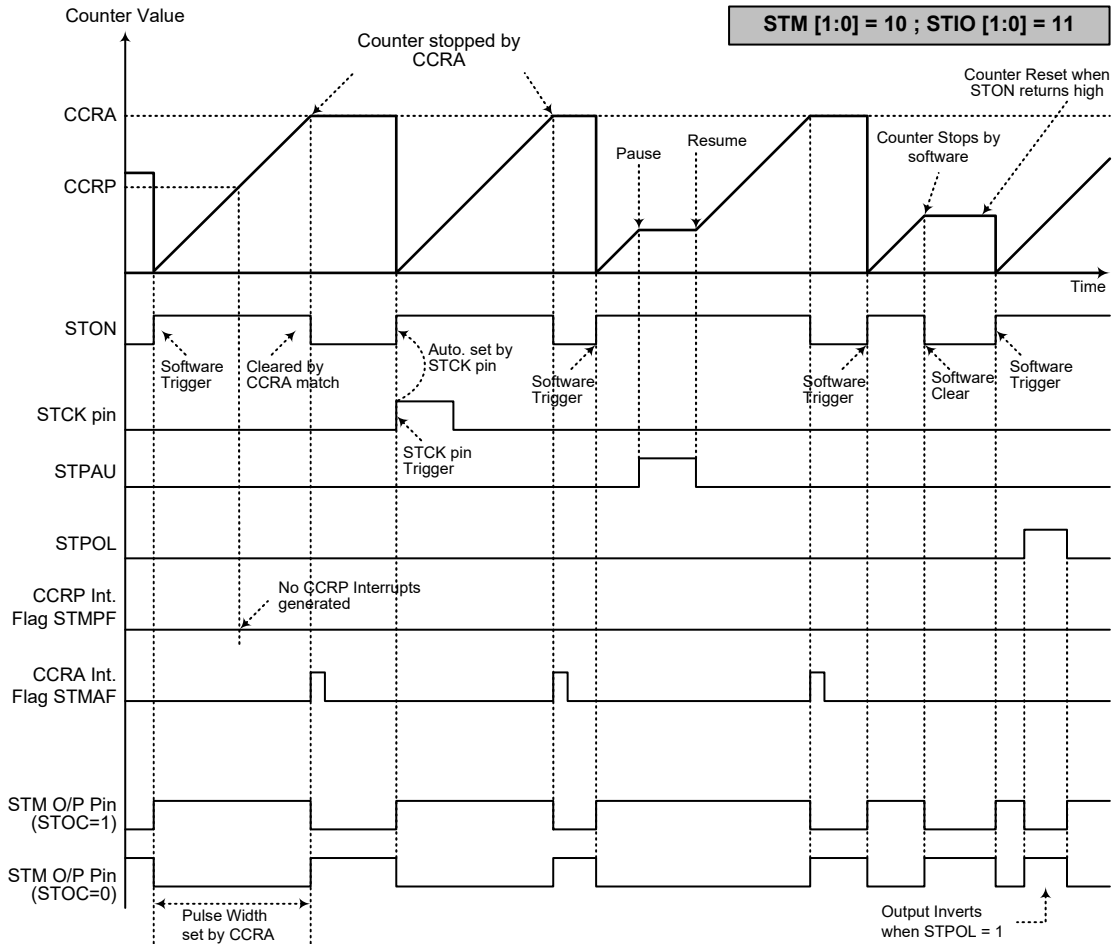 Counter Value
STM [1:0] = 10 ; STIO [1:0] = 11
Counter stopped by
CCRA
Counter Reset when
STON returns high
CCRA
Pause
Resume
Counter Stops by
software
CCRP
Time
STON
Software
Trigger
Cleared by
CCRA match
Auto. set by
STCK pin
Software
Trigger
Software
Trigger
Software
Clear
Software
Trigger
STCK pin
STCK pin
Trigger
STPAU
STPOL
No CCRP Interrupts
generated
CCRP Int.
Flag STMPF
CCRA Int.
Flag STMAF
STM O/P Pin
(STOC=1)
STM O/P Pin
(STOC=0)
Pulse Width
set by CCRA
Output Inverts
when STPOL = 1